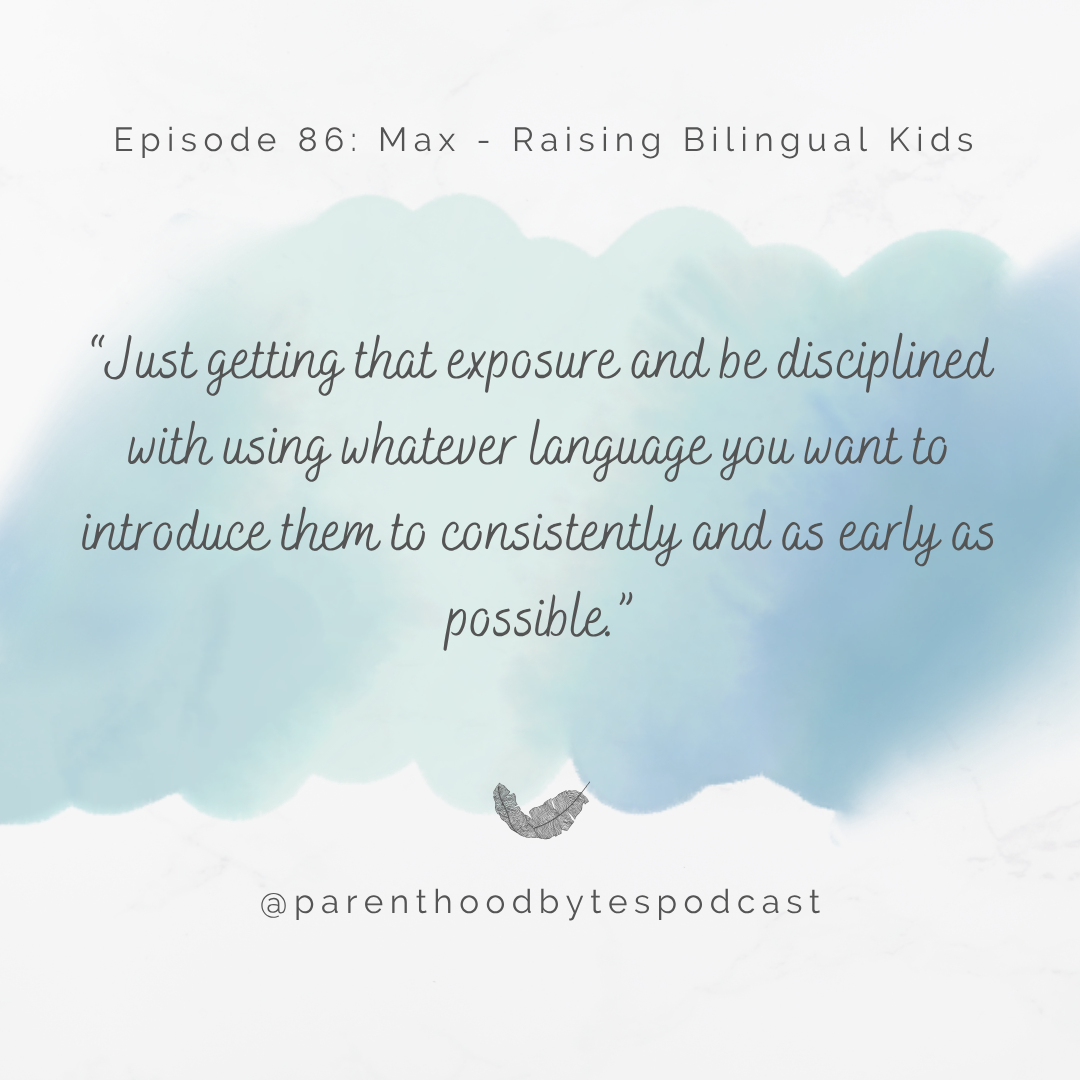 Episode 86: Max - Raising Bilingual Kids
“Just getting that exposure and be disciplined
with using whatever language you want to
introduce them to consistently and as early as
possible.”
@parenthoodbytespodcast